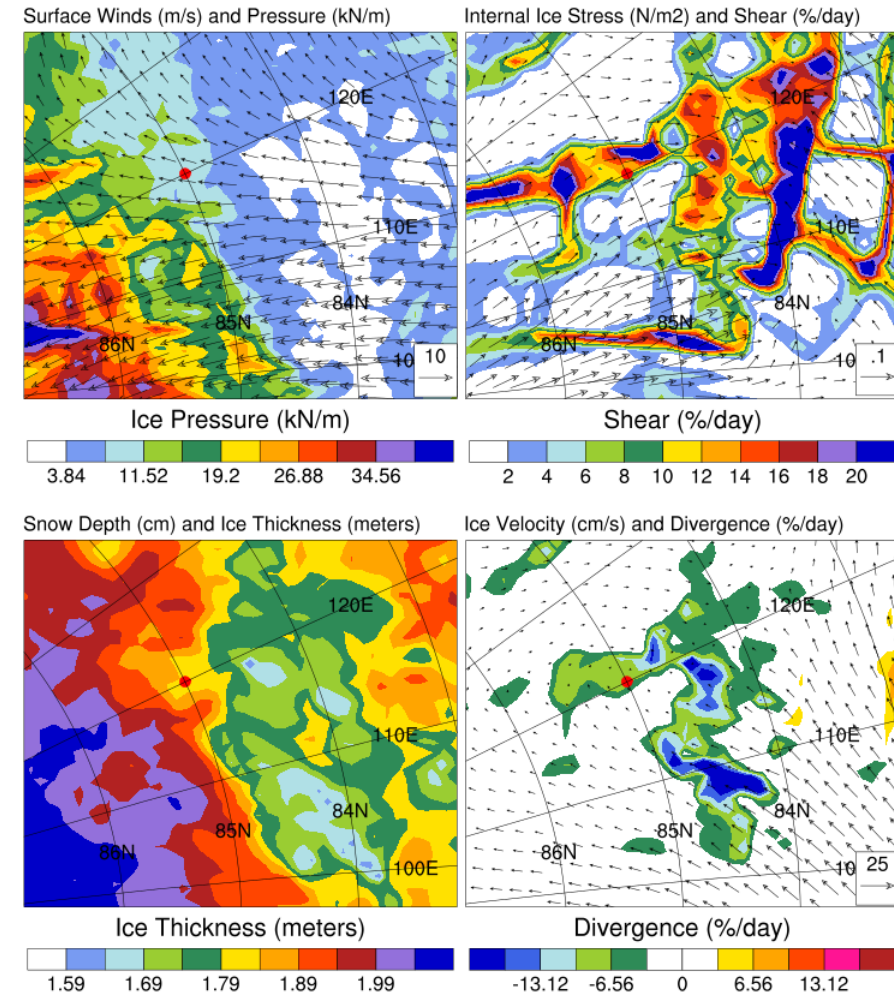 Surface Winds (m/s) and Pressure (kN/m)
120E
110E
84N
85N
86N
10
10
Ice Pressure (kN/m)
3.84 11.52 19.2 26.88 34.56
Internal Ice Stress (N/m2) and Shear (%/day)
120E
110E
84N
85N
86N
10
.1
Shear (%/day)
2 4 6 8 10 12 14 16 18 20
Snow Depth (cm) and Ice Thickness (meters)
120E
110E
84N
85N
86N
100E
Ice Thickness (meters)
1.59 1.69 1.79 1.89 1.99
Ice Velocity (cm/s) and Divergence (%/day)
120E
110E
84N
85N
86N
10
25
Divergence (%/day)
-13.12 -6.56 0 6.56 13.12